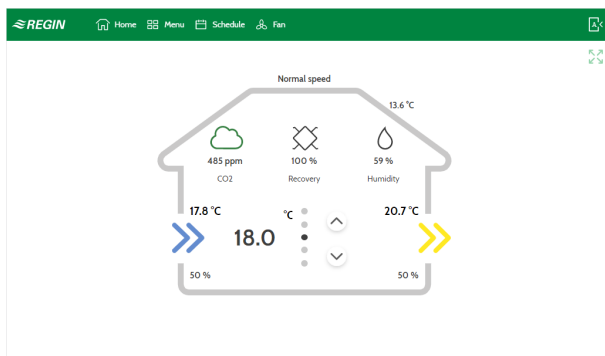 REGIN Home Menu Schedule Fan
Normal speed
13.6 °C
485 ppm 100 % 59 %
CO2 Recovery Humidity
17.8 °C °C 20.7 °C
18.0
50 % 50 %